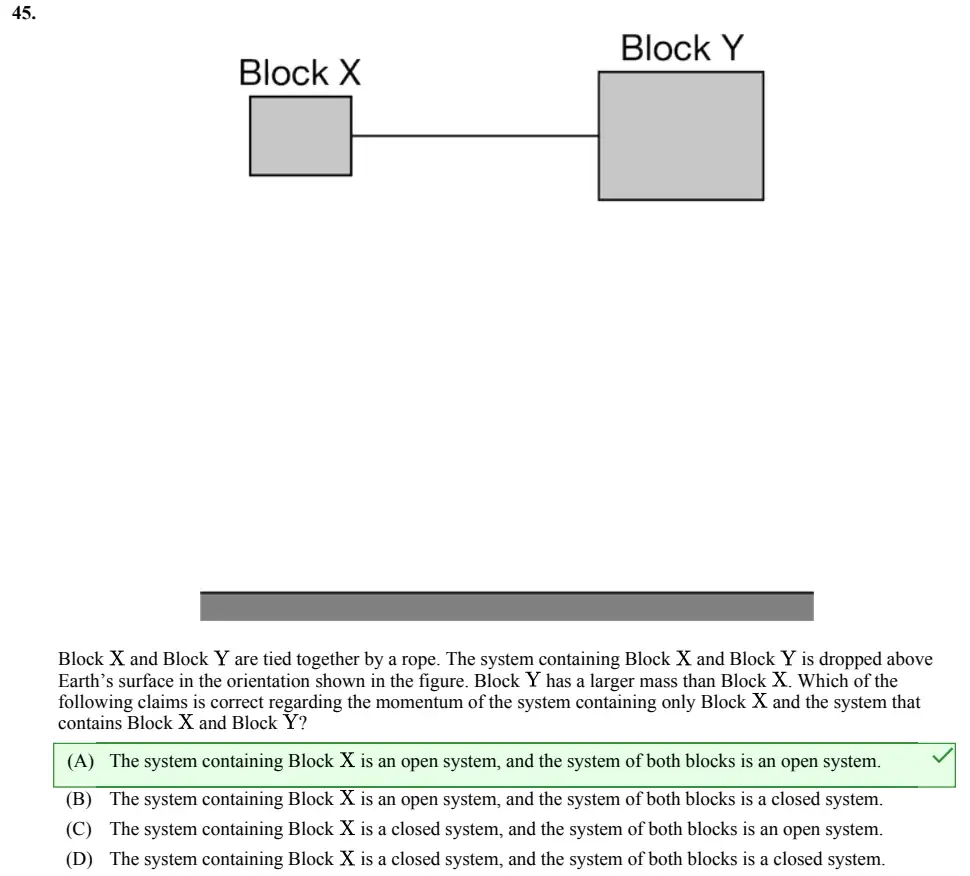 45.
Block Y
Block X
Block X and Block Y are tied together by a rope. The system containing Block X and Block Y is dropped above
Earth’s surface in the orientation shown in the figure. Block Y has a larger mass than Block X. Which of the
following claims is correct regarding the momentum of the system containing only Block X and the system that
contains Block X and Block Y?
(A) The system containing Block X is an open system, and the system of both blocks is an open system.
(B) The system containing Block X is an open system, and the system of both blocks is a closed system.
(C) The system containing Block X is a closed system, and the system of both blocks is an open system.
(D) The system containing Block X is a closed system, and the system of both blocks is a closed system.